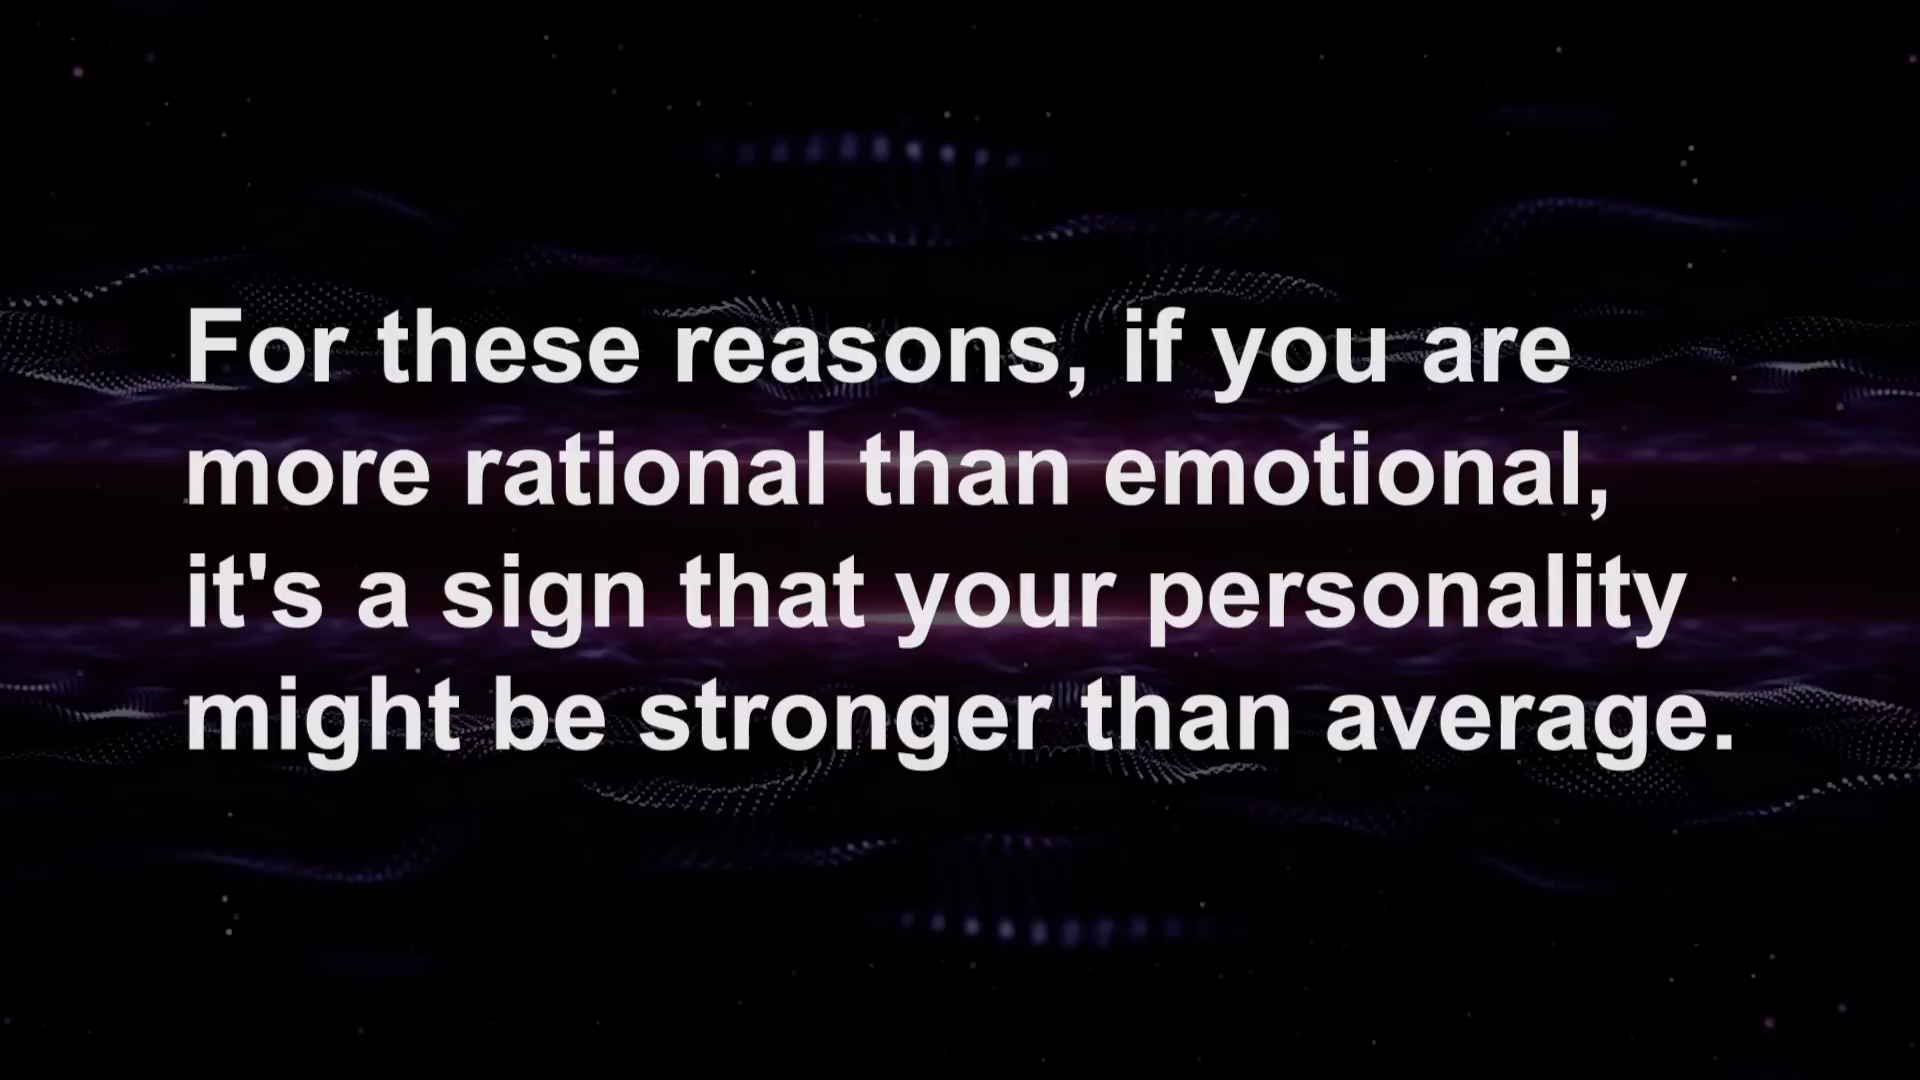 For these reasons, if you are
more rational than emotional,
it's a sign that your personality
might be stronger than average.